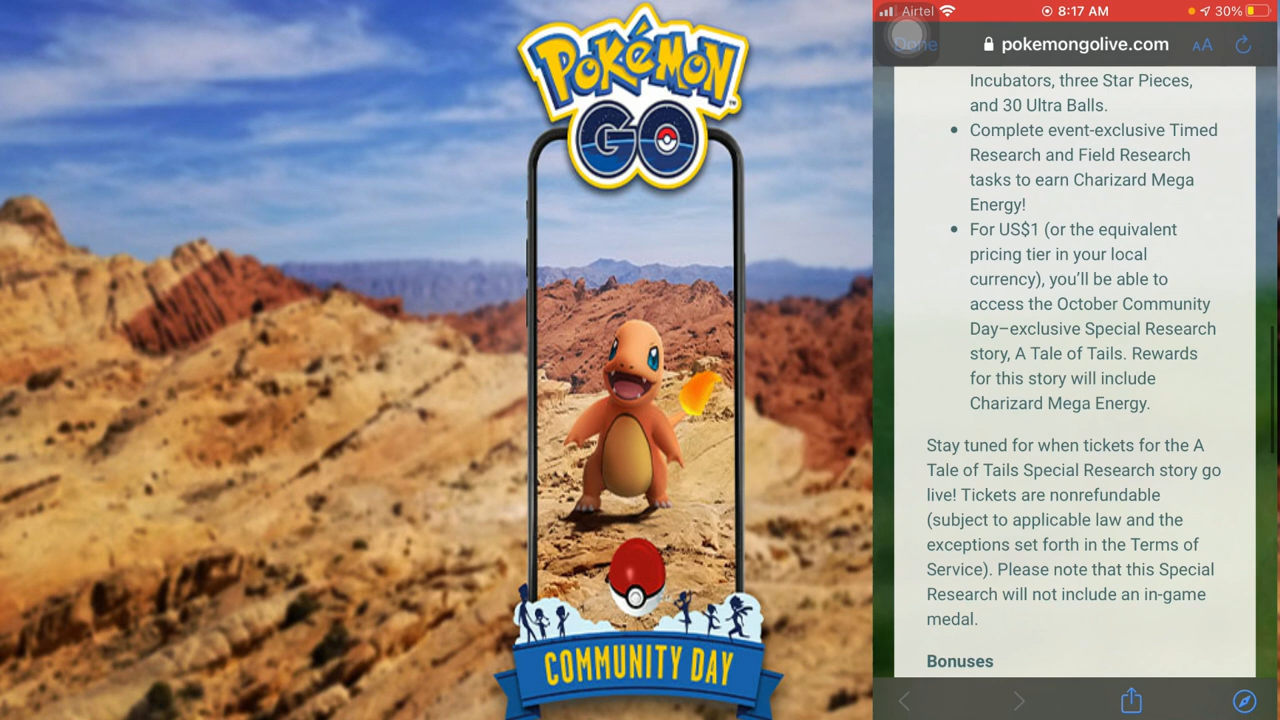 POKÉMON
GO
COMMUNITY DAY
Airtel
8:17 AM
30%
Done
pokemongolive.com
AA
Incubators, three Star Pieces,
and 30 Ultra Balls.
• Complete event-exclusive Timed
Research and Field Research
tasks to earn Charizard Mega
Energy!
• For US$1 (or the equivalent
pricing tier in your local
currency), you’ll be able to
access the October Community
Day–exclusive Special Research
story, A Tale of Tails. Rewards
for this story will include
Charizard Mega Energy.
Stay tuned for when tickets for the A
Tale of Tails Special Research story go
live! Tickets are nonrefundable
(subject to applicable law and the
exceptions set forth in the Terms of
Service). Please note that this Special
Research will not include an in-game
medal.
Bonuses